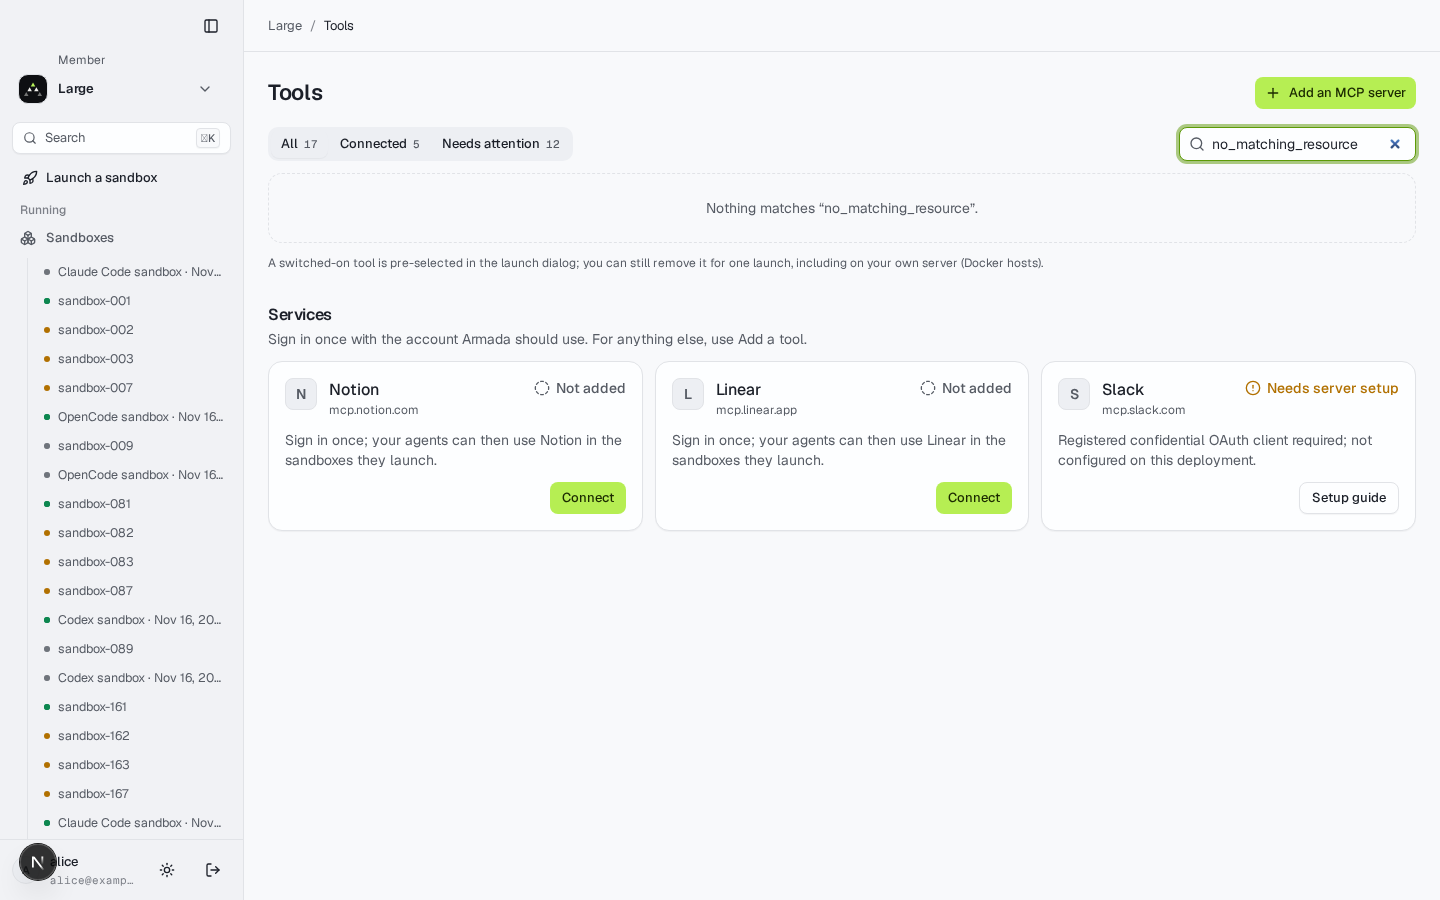 Member
Large
Search
K
Launch a sandbox
Running
Sandboxes
Claude Code sandbox · Nov…
sandbox-001
sandbox-002
sandbox-003
sandbox-007
OpenCode sandbox · Nov 16…
sandbox-009
OpenCode sandbox · Nov 16…
sandbox-081
sandbox-082
sandbox-083
sandbox-087
Codex sandbox · Nov 16, 20…
sandbox-089
Codex sandbox · Nov 16, 20…
sandbox-161
sandbox-162
sandbox-163
sandbox-167
Claude Code sandbox · Nov…
N
alice
alice@examp…
Large / Tools
Tools
Add an MCP server
All 17 Connected 5 Needs attention 12
no_matching_resource
Nothing matches “no_matching_resource”.
A switched-on tool is pre-selected in the launch dialog; you can still remove it for one launch, including on your own server (Docker hosts).
Services
Sign in once with the account Armada should use. For anything else, use Add a tool.
N
Notion
mcp.notion.com
Not added
Sign in once; your agents can then use Notion in the
sandboxes they launch.
Connect
L
Linear
mcp.linear.app
Not added
Sign in once; your agents can then use Linear in the
sandboxes they launch.
Connect
S
Slack
mcp.slack.com
Needs server setup
Registered confidential OAuth client required; not
configured on this deployment.
Setup guide